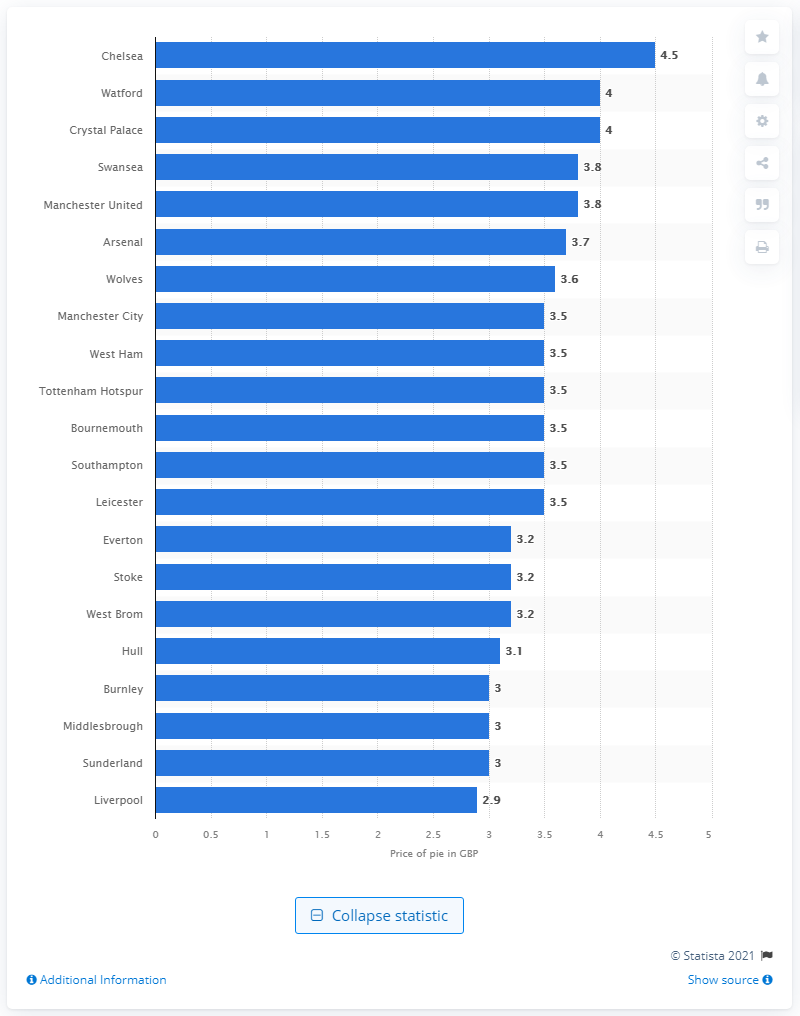 Chelsea 4.5
Watford 4
Crystal Palace 4
Swansea 3.8
Manchester United 3.8
Arsenal 3.7
Wolves 3.6
Manchester City 3.5
West Ham 3.5
Tottenham Hotspur 3.5
Bournemouth 3.5
Southampton 3.5
Leicester 3.5
Everton 3.2
Stoke 3.2
West Brom 3.2
Hull 3.1
Burnley 3
Middlesbrough 3
Sunderland 3
Liverpool 2.9
0 0.5 1 1.5 2 2.5 3 3.5 4 4.5 5
Price of pie in GBP
Collapse statistic
© Statista 2021
Additional Information Show source